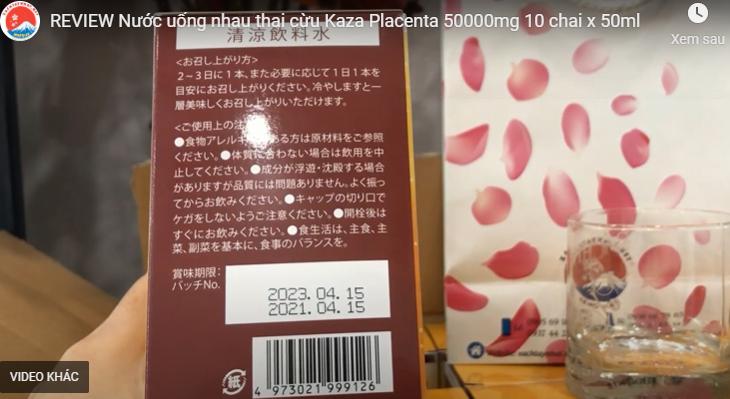 REVIEW Nước uống nhau thai cừu Kaza Placenta 50000mg 10 chai x 50ml
Xem sau
清涼飲料水
<お召し上がり方>
2~3日に1本、また必要に応じて1日1本を
目安にお召し上がりください。冷やしますと一
層美味しくお召し上がりいただけます。
<ご使用上の注
●食物アレルギ ある方は原材料をご参照
ください。●体質に合わない場合は飲用を中
止してください。●成分が浮遊・沈殿する場合
がありますが品質には問題ありません。よく振っ
てからお飲みください。●キャップの切り口で
ケガをしないようご注意ください。●開栓後は
すぐにお飲みください。●食生活は、主食、主
菜、副菜を基本に、食事のバランスを。
賞味期限:
バッチNo.
2023. 04. 15
2021. 04. 15
紙
4 973021 999126
VIDEO KHÁC